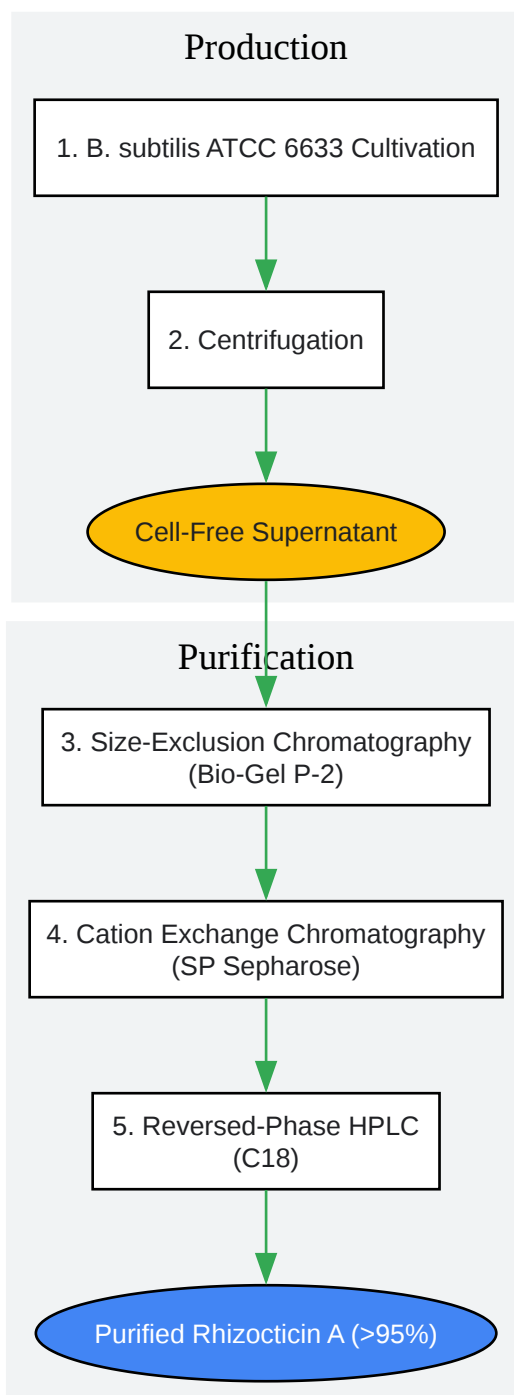 Production
1. B. subtilis ATCC 6633 Cultivation
2. Centrifugation
Cell-Free Supernatant
Purification
3. Size-Exclusion Chromatography
(Bio-Gel P-2)
4. Cation Exchange Chromatography
(SP Sepharose)
5. Reversed-Phase HPLC
(C18)
Purified Rhizocticin A (>95%)